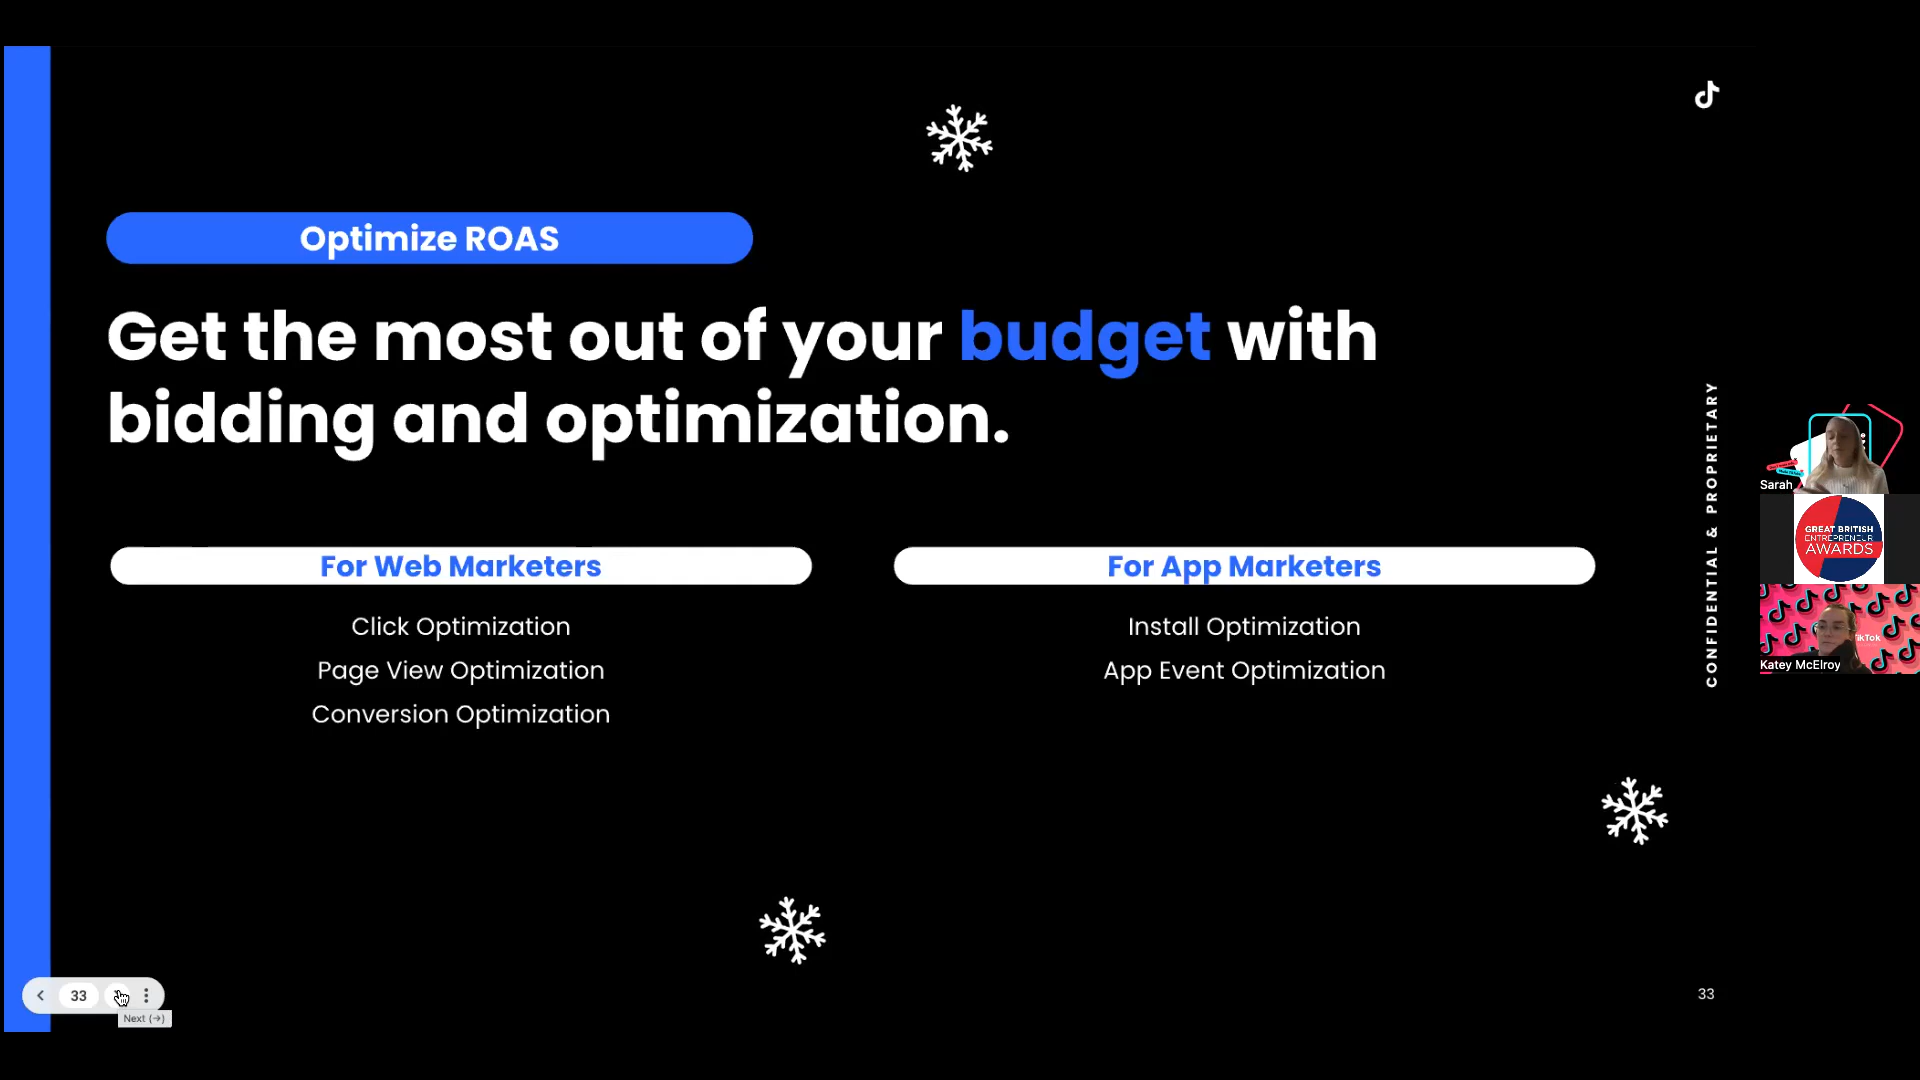 Optimize ROAS
Get the most out of your budget with
bidding and optimization.
For Web Marketers
Click Optimization
Page View Optimization
Conversion Optimization
For App Marketers
Install Optimization
App Event Optimization
CONFIDENTIAL & PROPRIETARY
Sarah
GREAT BRITISH
ENTREPRENEUR
AWARDS
TikTok
Katey McElroy
33
Next (→)
33